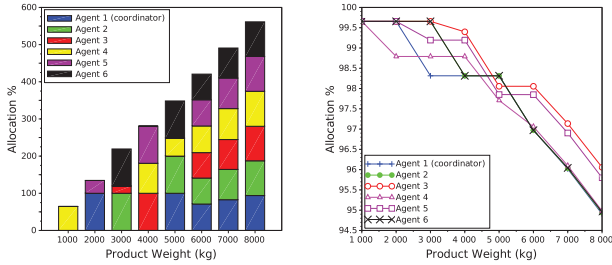 600
500
400
300
200
100
0
Allocation %
Agent 1 (coordinator)
Agent 2
Agent 3
Agent 4
Agent 5
Agent 6
1000 2000 3000 4000 5000 6000 7000 8000
Product Weight (kg)
100
99.5
99
98.5
98
97.5
97
96.5
96
95.5
95
94.5
Allocation %
Agent 1 (coordinator)
Agent 2
Agent 3
Agent 4
Agent 5
Agent 6
1 000 2 000 3 000 4 000 5 000 6 000 7 000 8 000
Product Weight (kg)